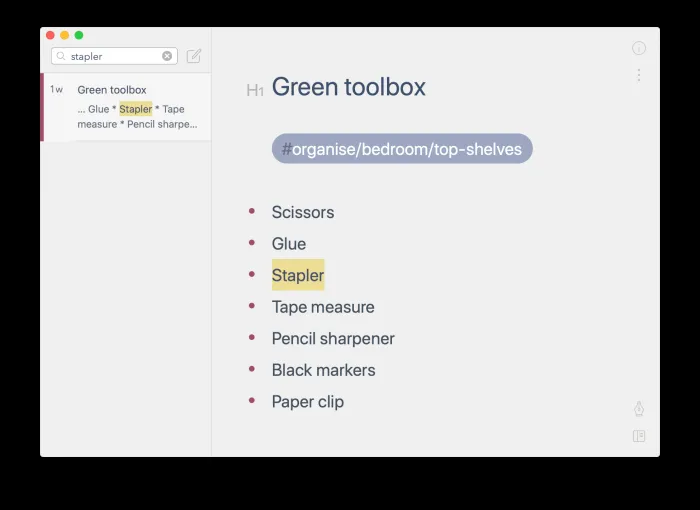 stapler
1w Green toolbox
... Glue * Stapler * Tape
measure * Pencil sharpe...
H1 Green toolbox
#organise/bedroom/top-shelves
• Scissors
• Glue
• Stapler
• Tape measure
• Pencil sharpener
• Black markers
• Paper clip